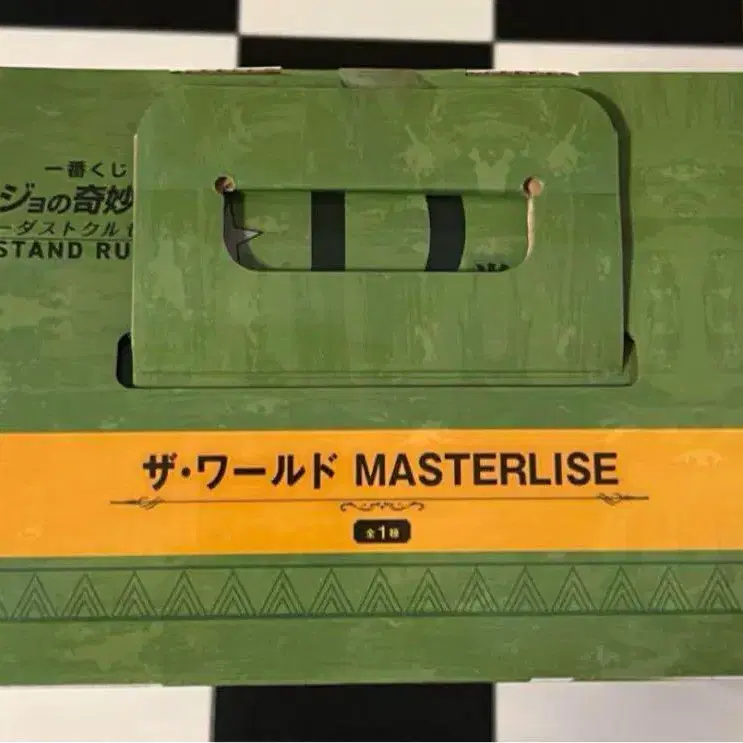 一番くじ
ジョの奇妙
ーダストクル
STAND RU
ザ・ワールド MASTERLISE
全1種